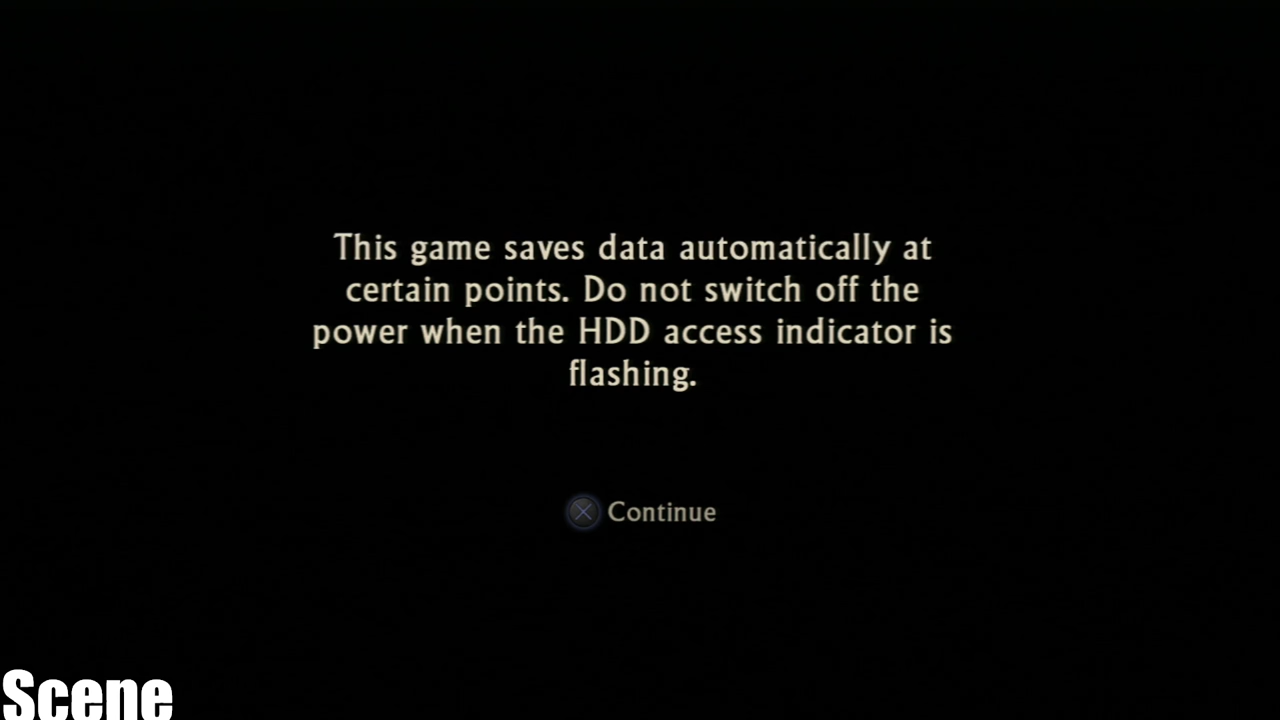 This game saves data automatically at
certain points. Do not switch off the
power when the HDD access indicator is
flashing.
Continue
Scene